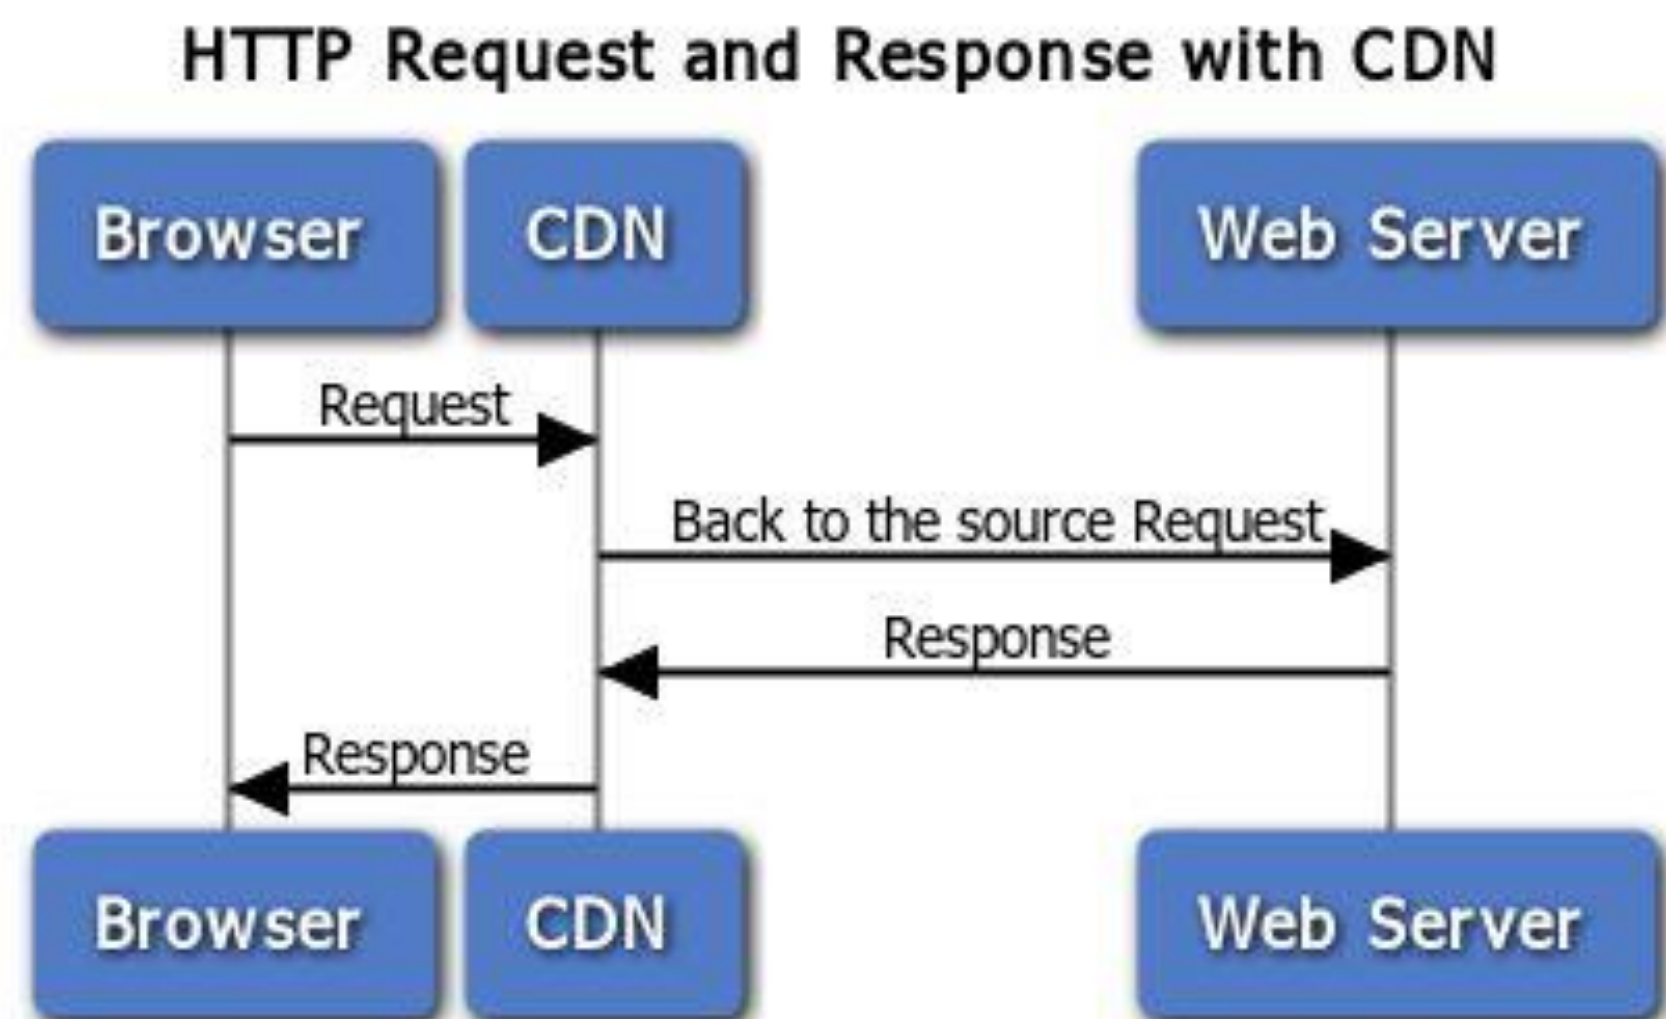 HTTP Request and Response with CDN
Browser
CDN
Web Server
Request
Back to the source Request
Response
Response
Browser
CDN
Web Server